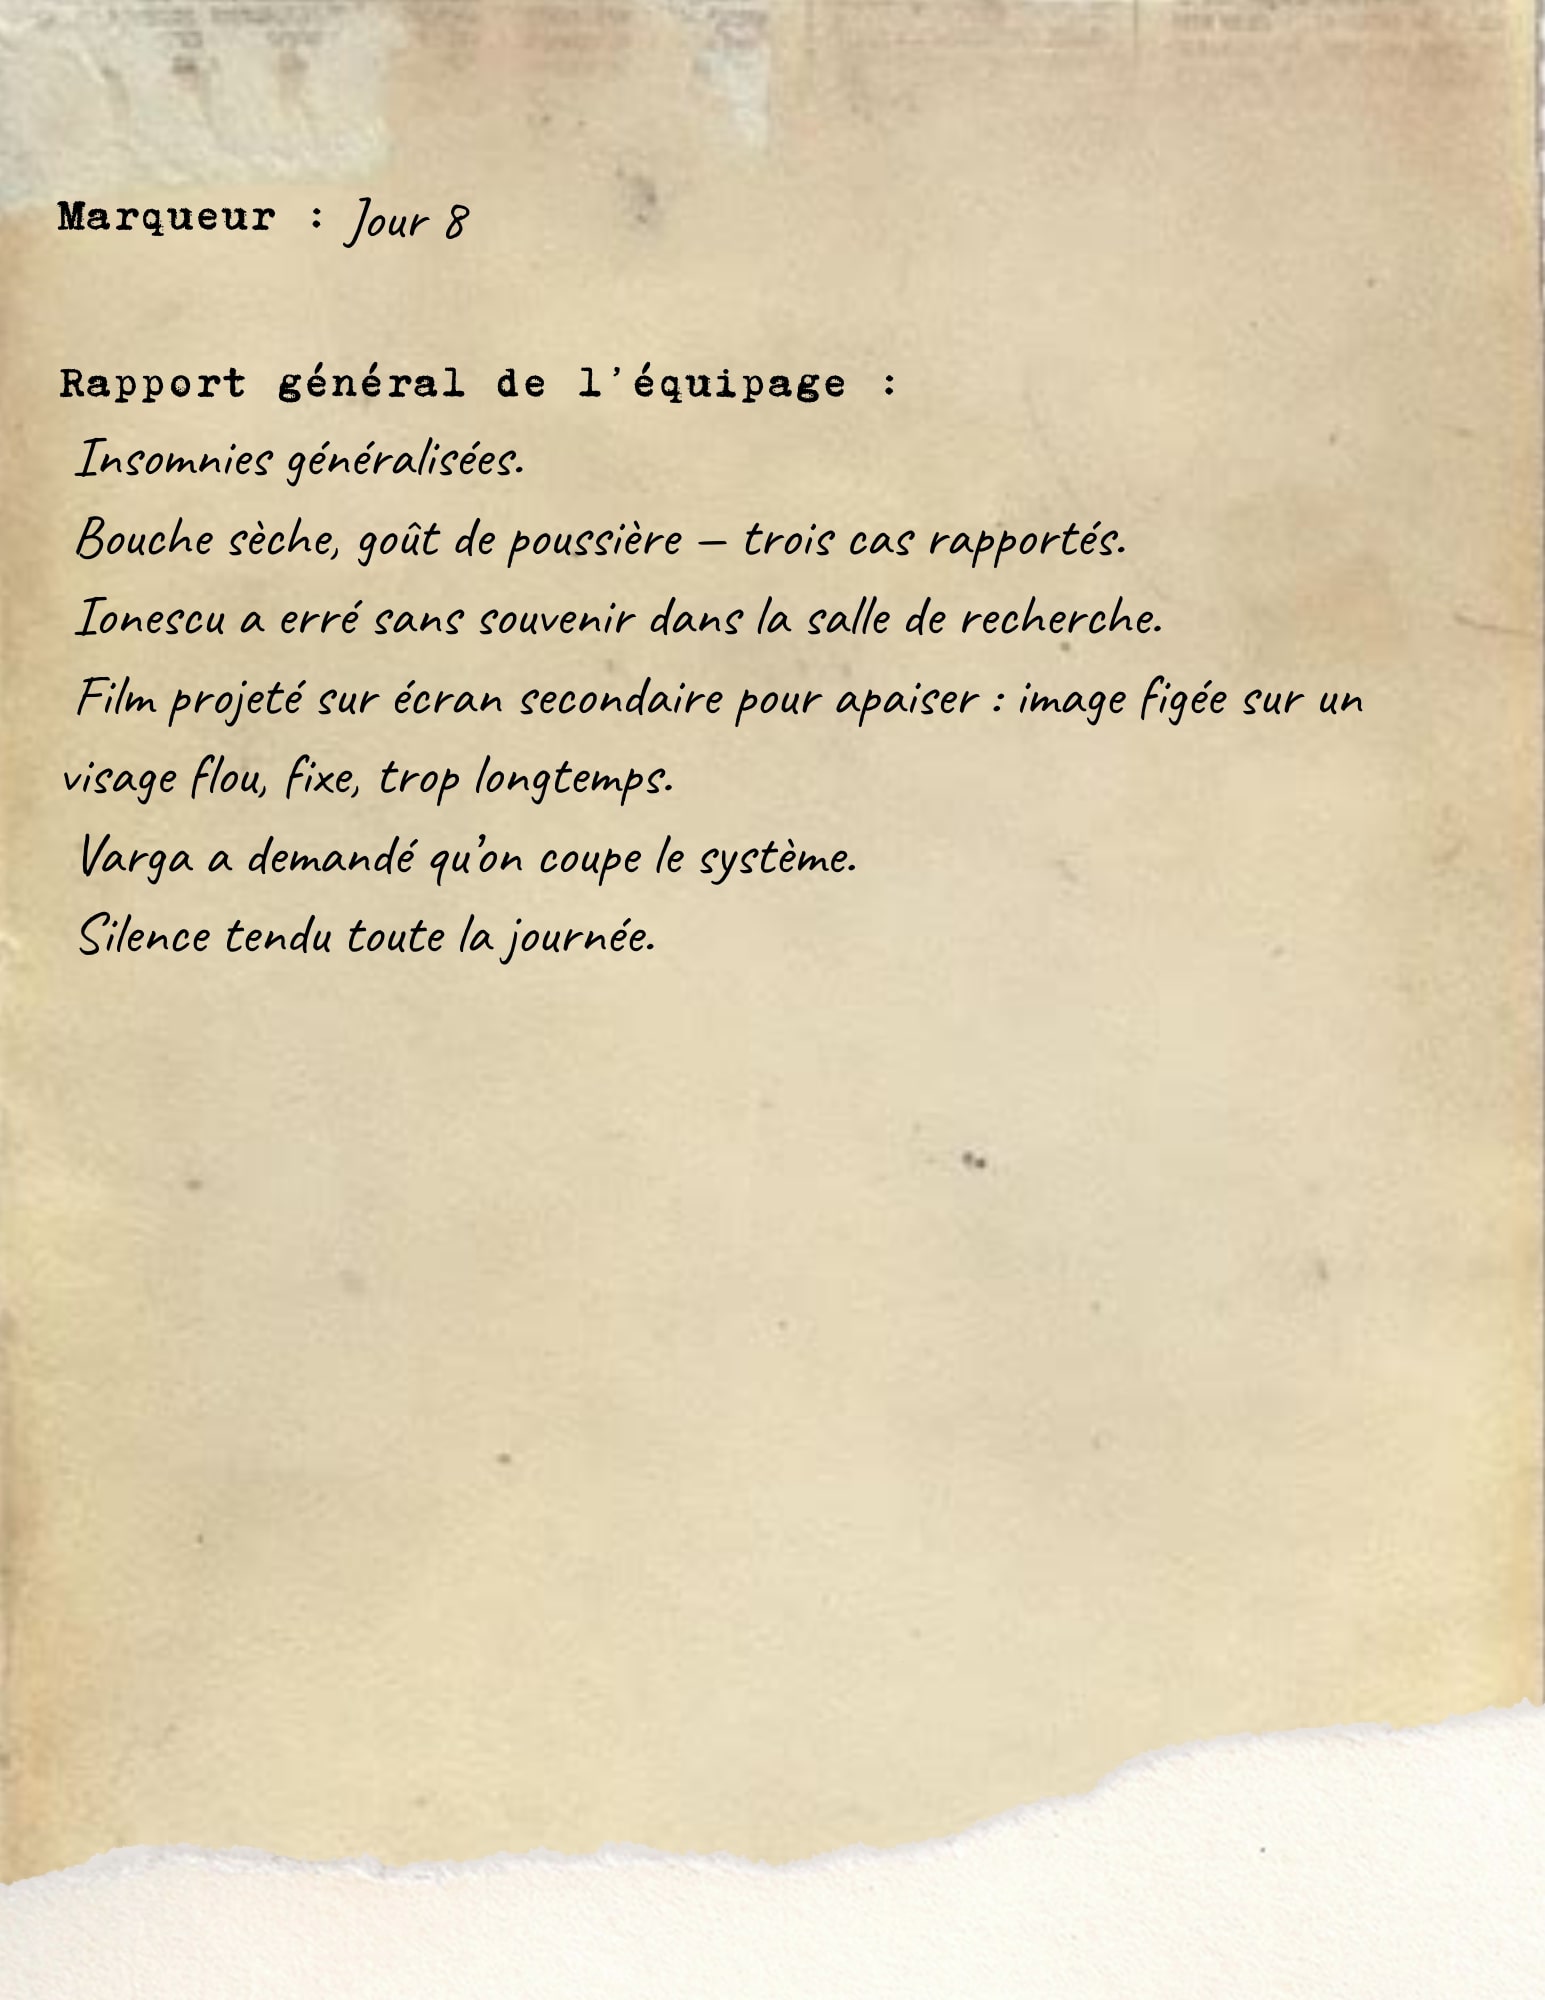 Marqueur : Jour 8
Rapport général de l'équipage :
Insomnies généralisées.
Bouche sèche, goût de poussière – trois cas rapportés.
Ionescu a erré sans souvenir dans la salle de recherche.
Film projeté sur écran secondaire pour apaiser : image figée sur un
visage flou, fixe, trop longtemps.
Varga a demandé qu’on coupe le système.
Silence tendu toute la journée.